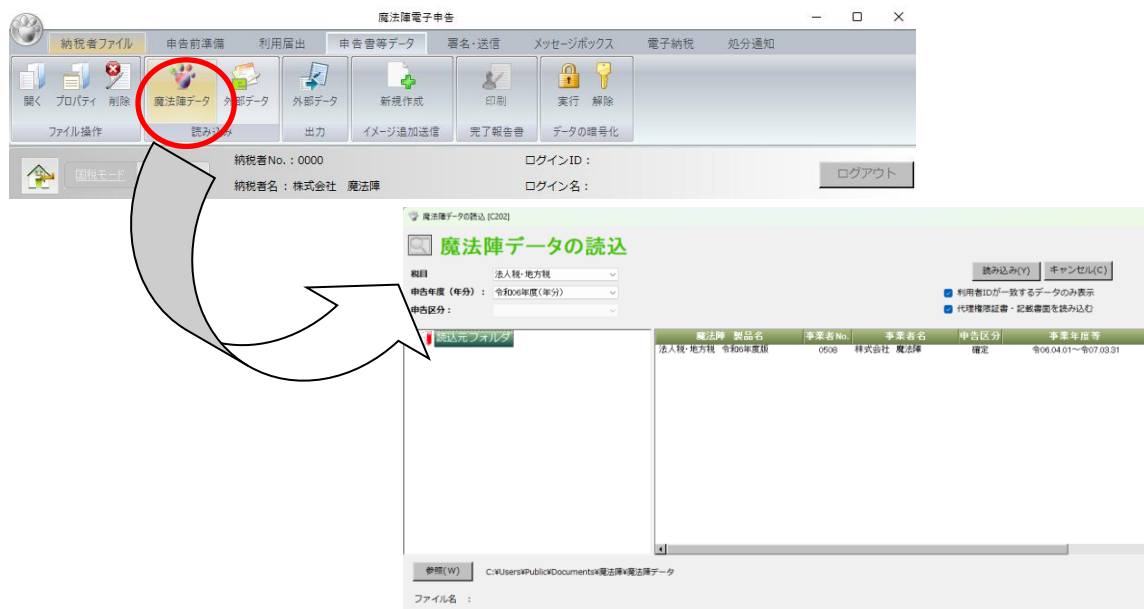 魔法陣電子申告
納税者ファイル 申告前準備 利用届出 申告書等データ 署名・送信 メッセージボックス 電子納税 処分通知
開く プロパティ 削除 魔法陣データ 外部データ 外部データ 新規作成 印刷 実行 解除
ファイル操作 読み込み 出力 イメージ追加送信 完了報告書 データの暗号化
納税者No.：0000 ログインID：
国税モード ログアウト
納税者名：株式会社 魔法陣 ログイン名：
魔法陣データの読込 [C202]
魔法陣データの読込
税目 法人税・地方税 読み込み(Y) キャンセル(C)
申告年度（年分）： 令和06年度(年分) 利用者IDが一致するデータのみ表示
申告区分： 代理権限証書・記載書面を読み込む
読込元フォルダ 魔法陣 製品名 事業者No. 事業者名 申告区分 事業年度等
法人税・地方税 令和6年度版 0508 株式会社 魔法陣 確定 令06.04.01～令07.03.31
参照(W) C:¥Users¥Public¥Documents¥魔法陣¥魔法陣データ
ファイル名 ：